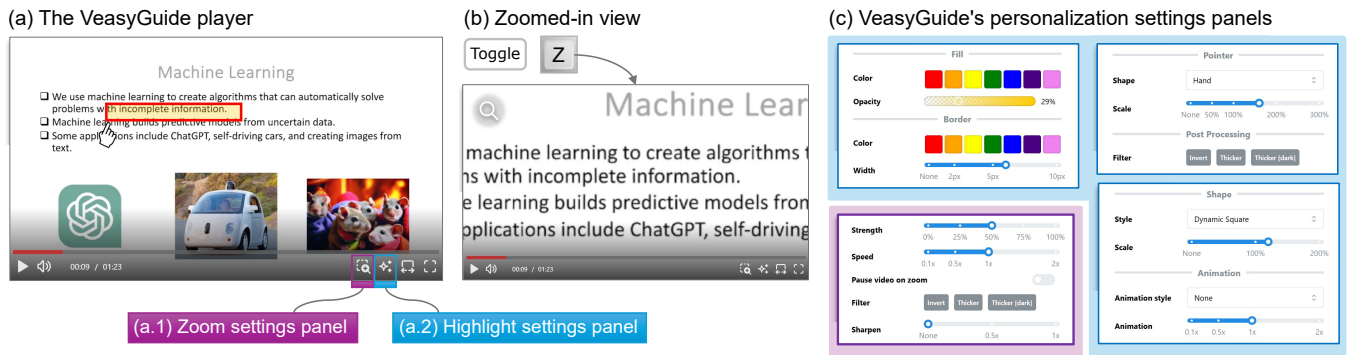 (a) The VeasyGuide player
Machine Learning
❑ We use machine learning to create algorithms that can automatically solve
problems with incomplete information.
❑ Machine learning builds predictive models from uncertain data.
❑ Some applications include ChatGPT, self-driving cars, and creating images from
text.
00:09 / 01:23
(a.1) Zoom settings panel
(a.2) Highlight settings panel
(b) Zoomed-in view
Toggle
Z
Machine Lear
machine learning to create algorithms t
ns with incomplete information.
e learning builds predictive models fron
pplications include ChatGPT, self-driving
00:09 / 01:23
(c) VeasyGuide's personalization settings panels
Fill
Color
Opacity 29%
Border
Color
Width
None 2px 5px 10px
Strength
0% 25% 50% 75% 100%
Speed
0.1x 0.5x 1x 2x
Pause video on zoom
Filter Invert Thicker Thicker (dark)
Sharpen
None 0.5x 1x
Pointer
Shape Hand
Scale
None 50% 100% 200% 300%
Post Processing
Filter Invert Thicker Thicker (dark)
Shape
Style Dynamic Square
Scale
None 100% 200%
Animation
Animation style None
Animation
0.1x 0.5x 1x 2x